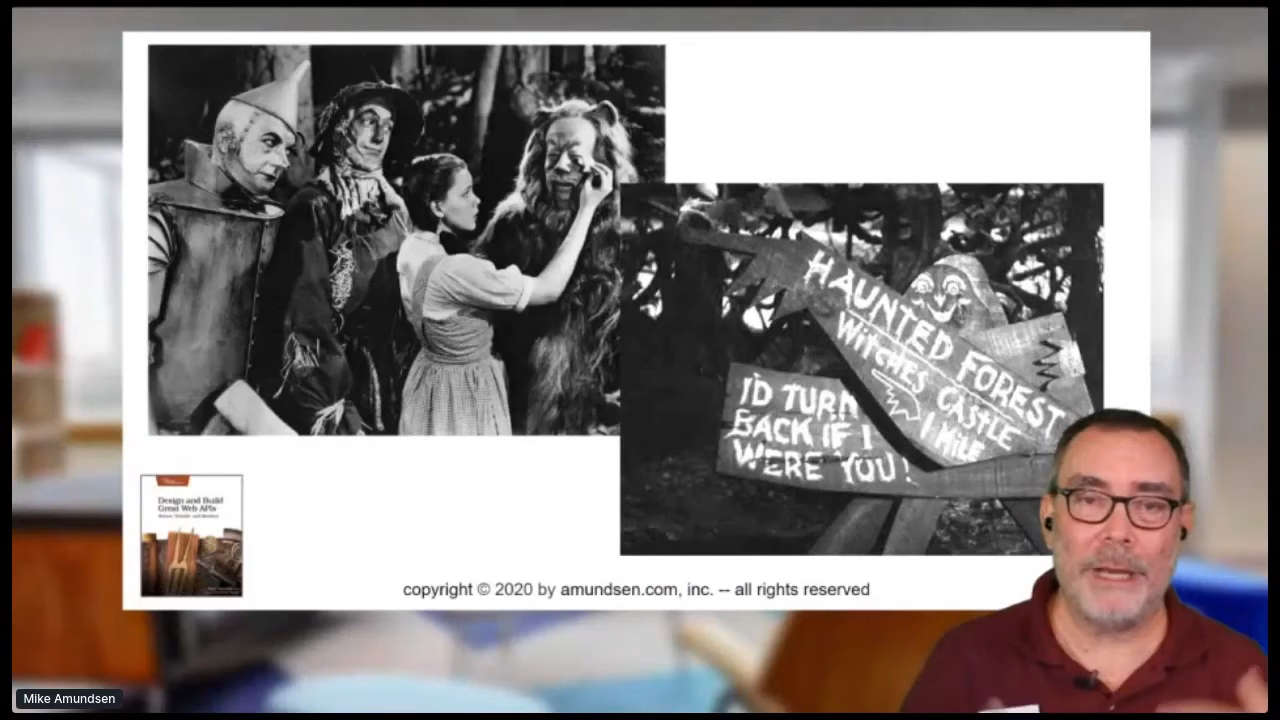 HAUNTED FOREST
WitcHES CAStLE
1 MiLE
I'D TURN
BACK IF I
WERE YOU!
Design and Build
Great Web APIs
copyright © 2020 by amundsen.com, inc. -- all rights reserved
Mike Amundsen